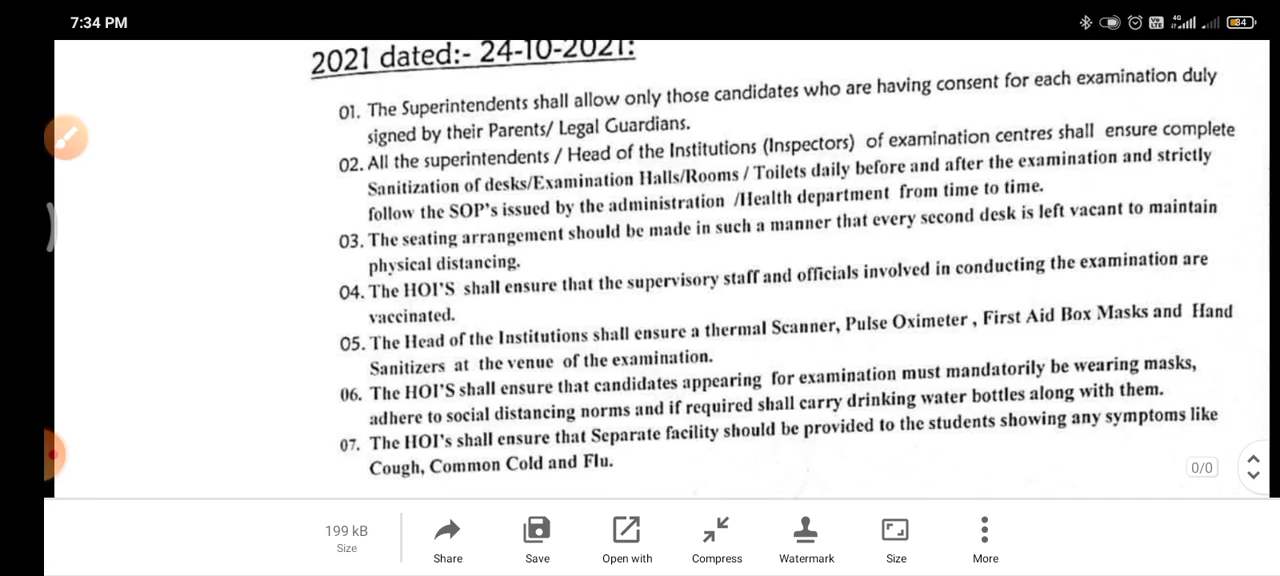 7:34 PM
4G
84
2021 dated:- 24-10-2021:
01. The Superintendents shall allow only those candidates who are having consent for each examination duly
signed by their Parents/ Legal Guardians.
02. All the superintendents / Head of the Institutions (Inspectors) of examination centres shall ensure complete
Sanitization of desks/Examination Halls/Rooms / Toilets daily before and after the examination and strictly
follow the SOP's issued by the administration /Health department from time to time.
03. The seating arrangement should be made in such a manner that every second desk is left vacant to maintain
physical distancing.
04. The HOI'S shall ensure that the supervisory staff and officials involved in conducting the examination are
vaccinated.
05. The Head of the Institutions shall ensure a thermal Scanner, Pulse Oximeter , First Aid Box Masks and Hand
Sanitizers at the venue of the examination.
06. The HOI'S shall ensure that candidates appearing for examination must mandatorily be wearing masks,
adhere to social distancing norms and if required shall carry drinking water bottles along with them.
07. The HOI's shall ensure that Separate facility should be provided to the students showing any symptoms like
Cough, Common Cold and Flu.
0/0
199 kB
Size
Share Save Open with Compress Watermark Size More